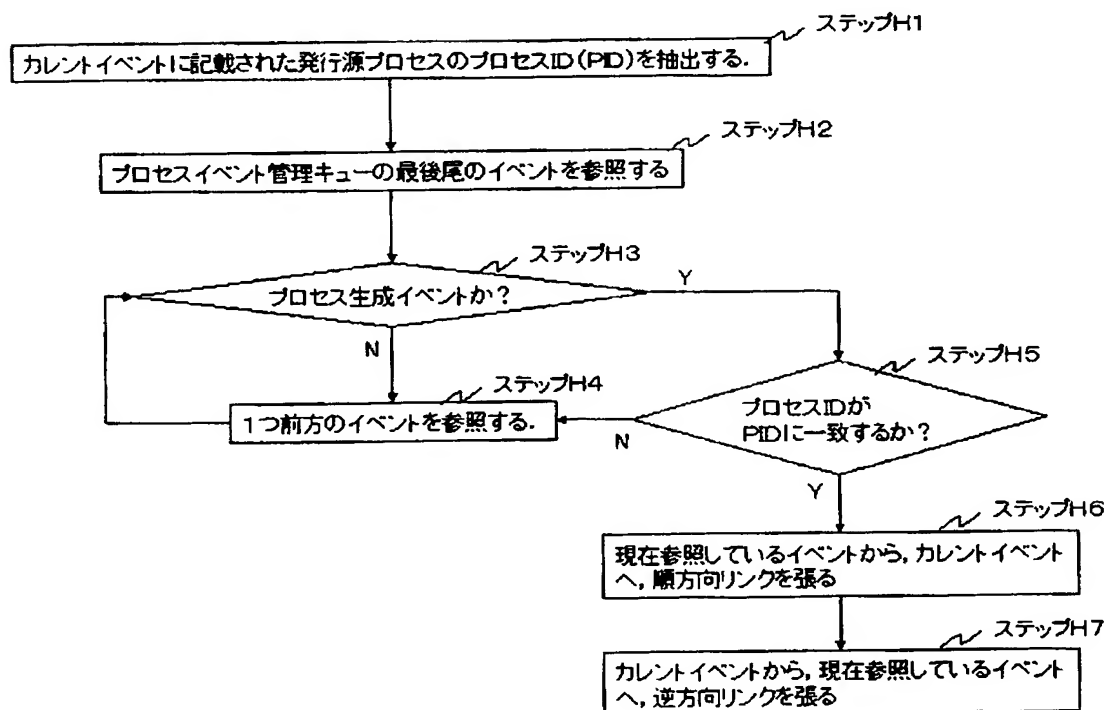 ステップH1
カレントイベントに記載された発行源プロセスのプロセスID(PID)を抽出する.
ステップH2
プロセスイベント管理キューの最後尾のイベントを参照する
ステップH3
プロセス生成イベントか?
Y
N
ステップH4
1つ前方のイベントを参照する.
ステップH5
プロセスIDが
PIDに一致するか?
N
Y
ステップH6
現在参照しているイベントから,カレントイベント
へ,順方向リンクを張る
ステップH7
カレントイベントから,現在参照しているイベント
へ,逆方向リンクを張る